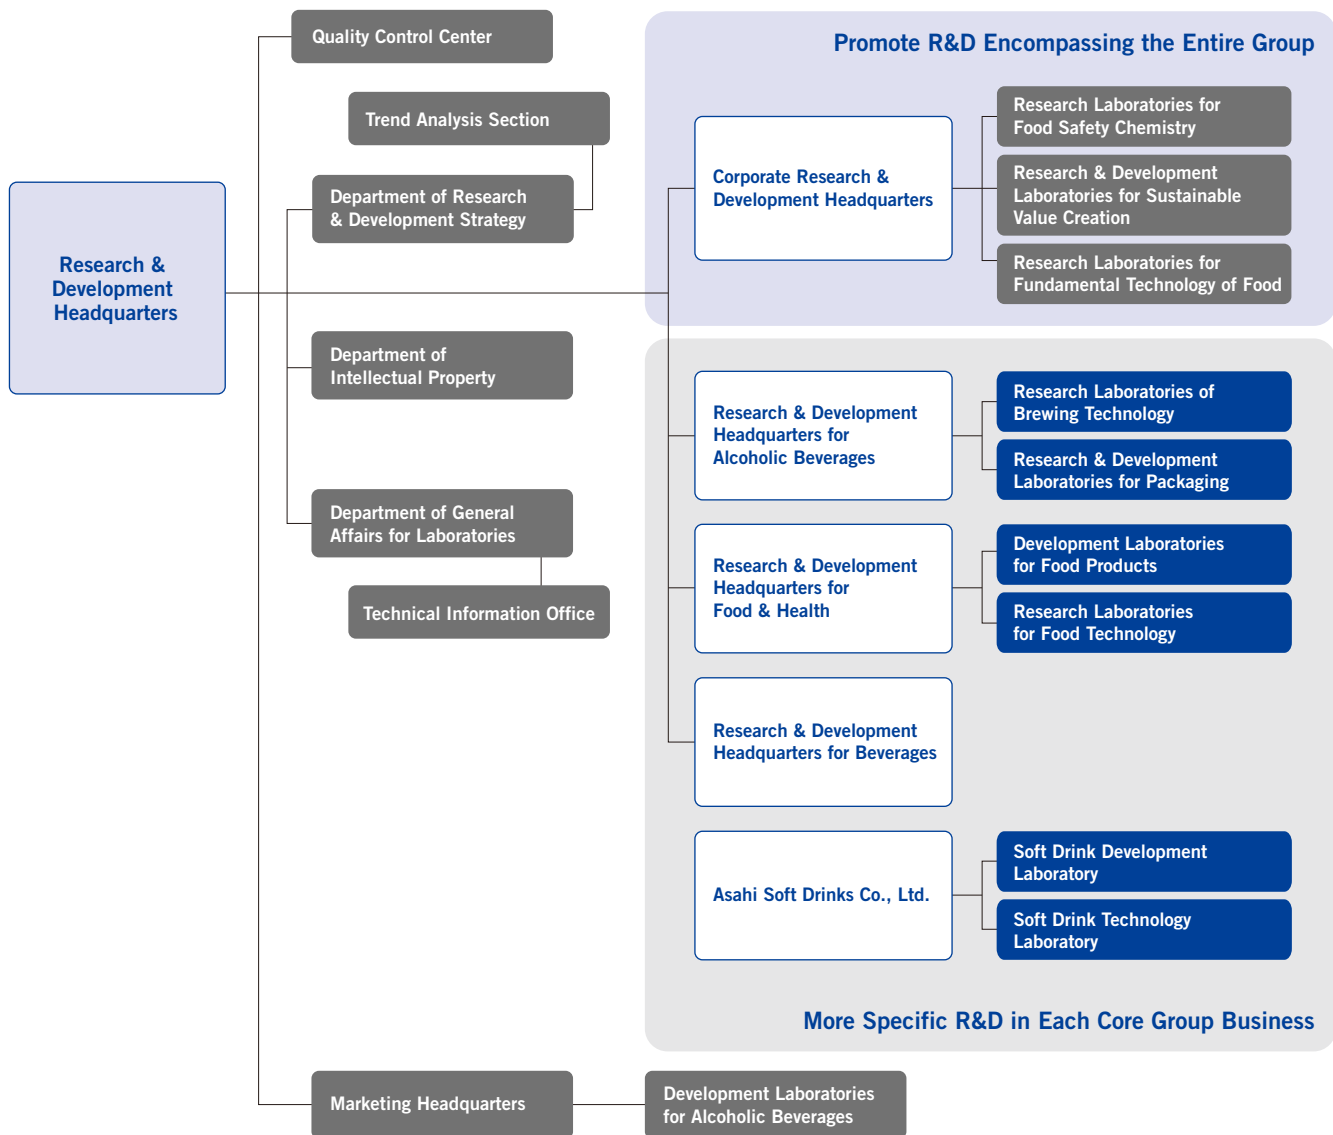 Quality Control Center
Trend Analysis Section
Department of Research
& Development Strategy
Research &
Development
Headquarters
Department of
Intellectual Property
Department of General
Affairs for Laboratories
Technical Information Office
Marketing Headquarters
Development Laboratories
for Alcoholic Beverages
Promote R&D Encompassing the Entire Group
Corporate Research &
Development Headquarters
Research Laboratories for
Food Safety Chemistry
Research & Development
Laboratories for Sustainable
Value Creation
Research Laboratories for
Fundamental Technology of Food
Research & Development
Headquarters for
Alcoholic Beverages
Research Laboratories of
Brewing Technology
Research & Development
Laboratories for Packaging
Research & Development
Headquarters for
Food & Health
Development Laboratories
for Food Products
Research Laboratories
for Food Technology
Research & Development
Headquarters for Beverages
Asahi Soft Drinks Co., Ltd.
Soft Drink Development
Laboratory
Soft Drink Technology
Laboratory
More Specific R&D in Each Core Group Business